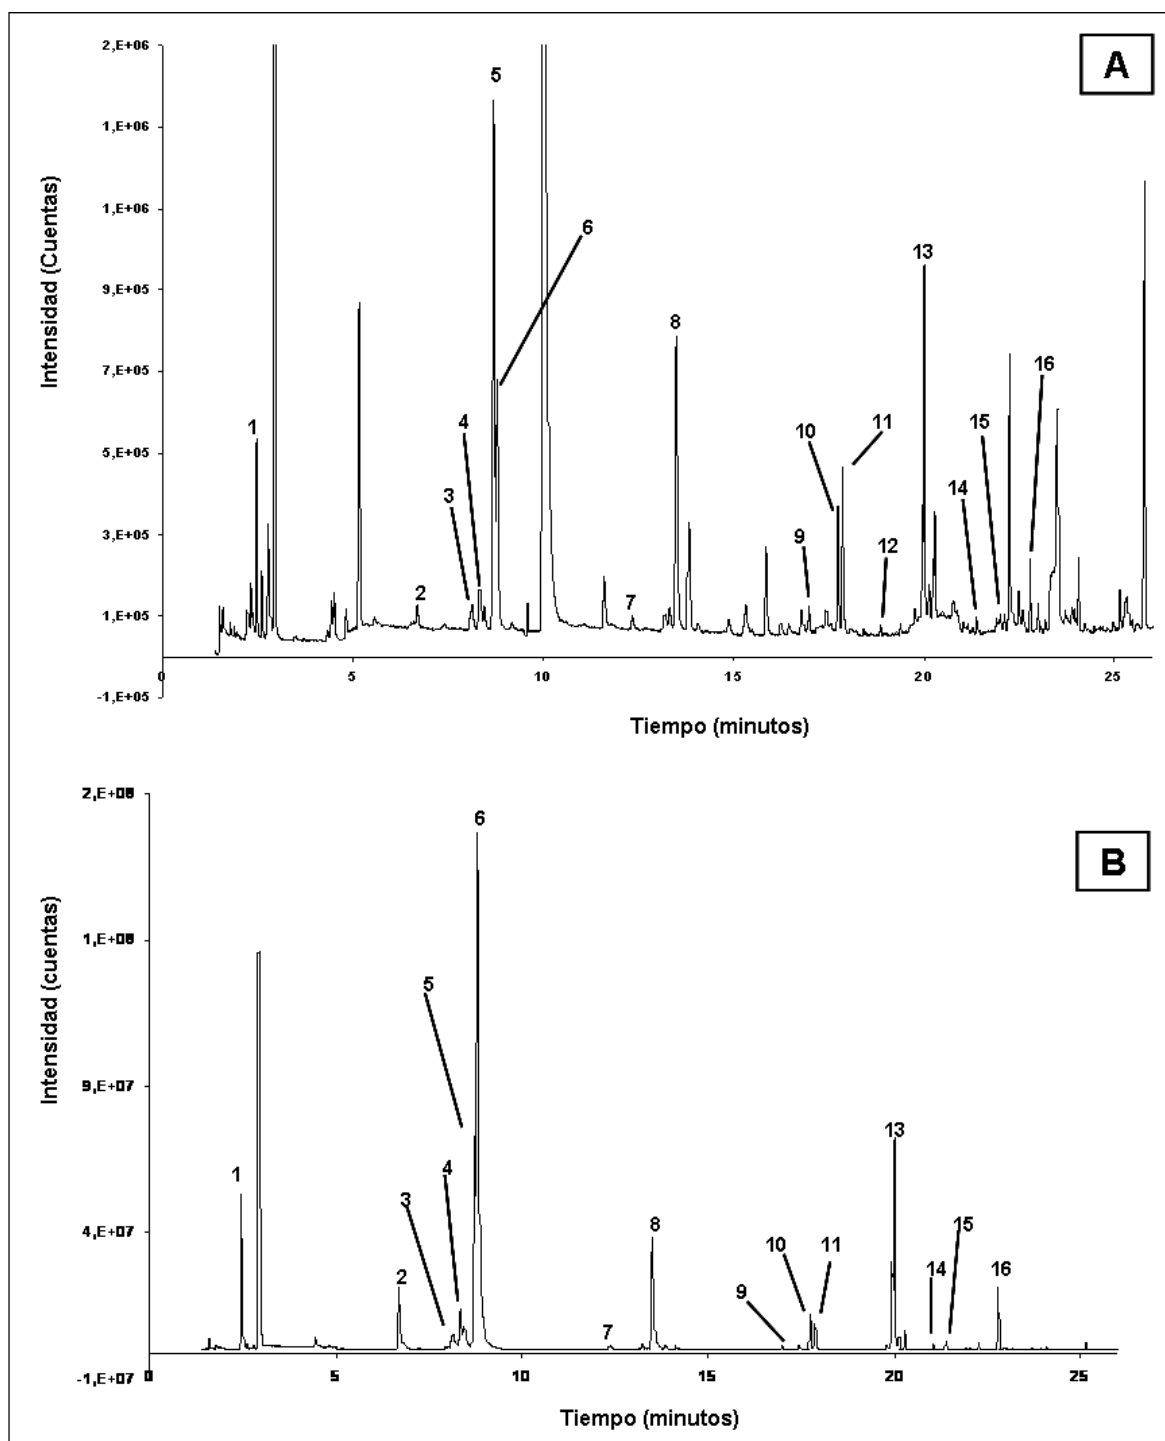 A
2,E+06
1,E+06
1,E+06
9,E+05
7,E+05
5,E+05
3,E+05
1,E+05
-1,E+05
Intensidad (Cuentas)
1
2
3
4
5
6
7
8
9
10
11
12
13
14
15
16
0 5 10 15 20 25
Tiempo (minutos)
B
2,E+08
1,E+08
9,E+07
4,E+07
-1,E+07
Intensidad (cuentas)
1
2
3
4
5
6
7
8
9
10
11
13
14
15
16
0 5 10 15 20 25
Tiempo (minutos)